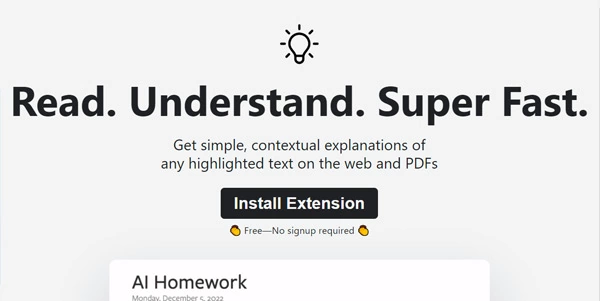 Read. Understand. Super Fast.
Get simple, contextual explanations of
any highlighted text on the web and PDFs
Install Extension
👏 Free—No signup required 👏
AI Homework
Monday, December 5, 2022